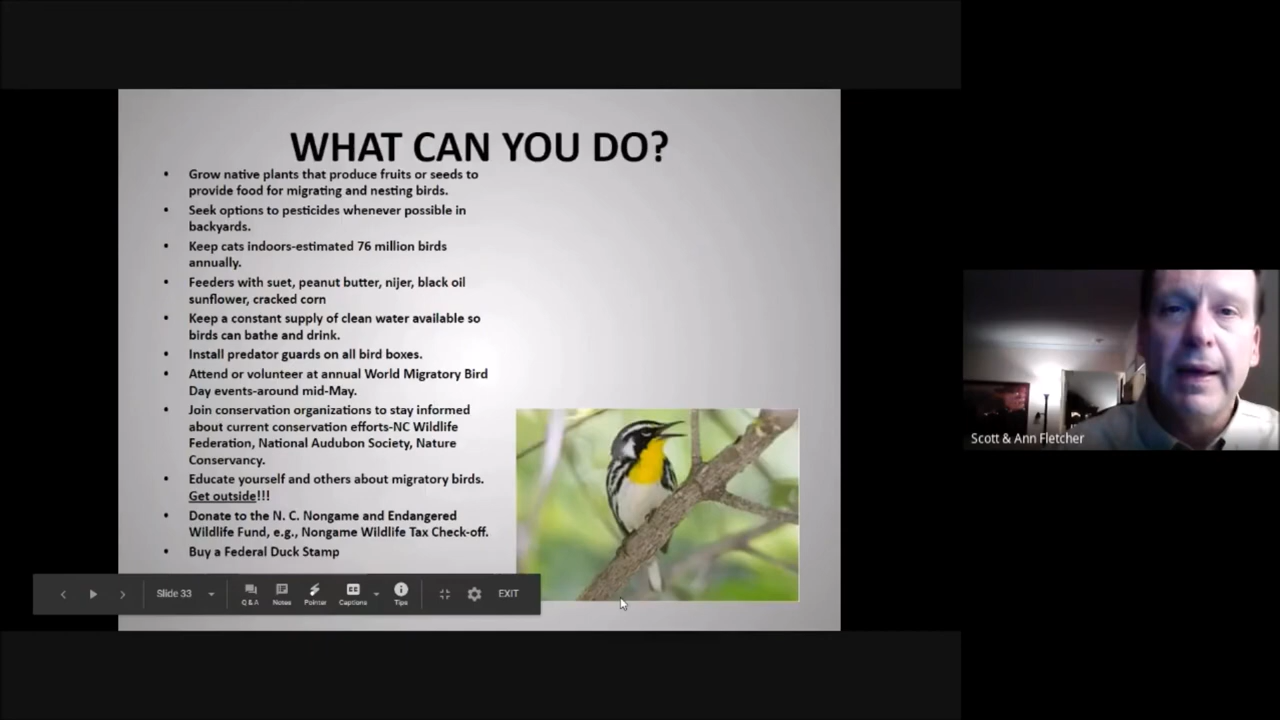 WHAT CAN YOU DO?
• Grow native plants that produce fruits or seeds to
provide food for migrating and nesting birds.
• Seek options to pesticides whenever possible in
backyards.
• Keep cats indoors-estimated 76 million birds
annually.
• Feeders with suet, peanut butter, nijer, black oil
sunflower, cracked corn
• Keep a constant supply of clean water available so
birds can bathe and drink.
• Install predator guards on all bird boxes.
• Attend or volunteer at annual World Migratory Bird
Day events-around mid-May.
• Join conservation organizations to stay informed
about current conservation efforts-NC Wildlife
Federation, National Audubon Society, Nature
Conservancy.
• Educate yourself and others about migratory birds.
Get outside!!!
• Donate to the N. C. Nongame and Endangered
Wildlife Fund, e.g., Nongame Wildlife Tax Check-off.
• Buy a Federal Duck Stamp
Slide 33
Q & A
Notes
Pointer
Captions
Tips
EXIT
Scott & Ann Fletcher